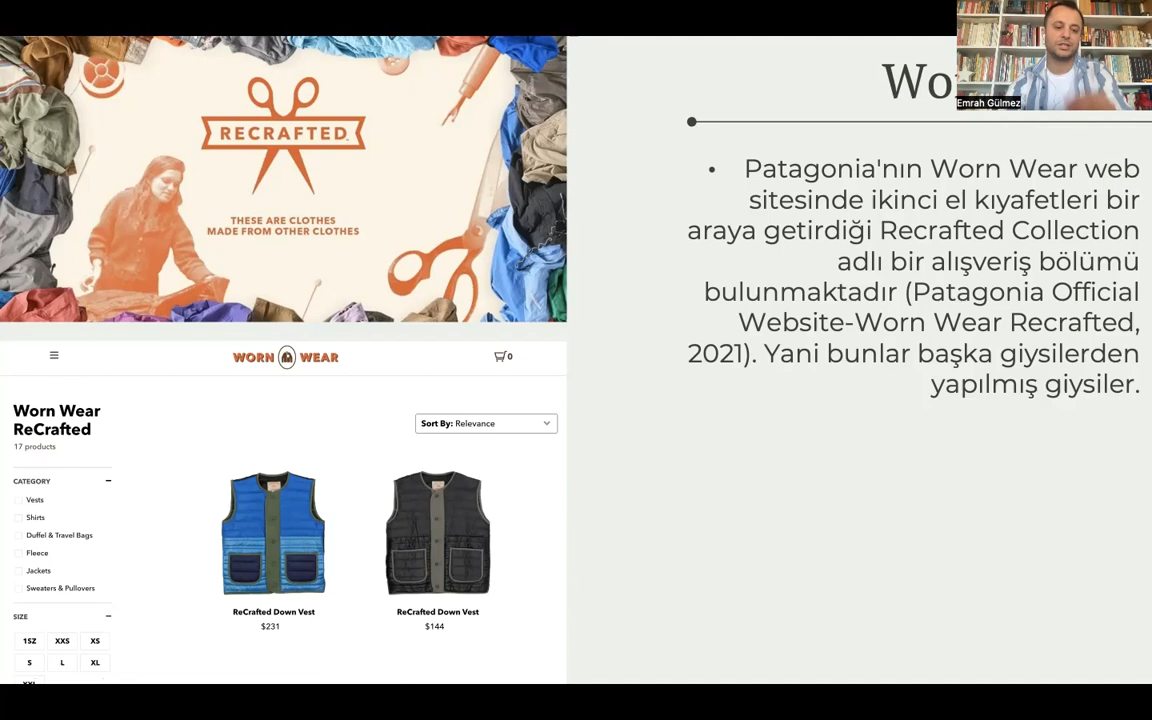 RECRAFTED
THESE ARE CLOTHES
MADE FROM OTHER CLOTHES
WORN WEAR
0
Worn Wear
ReCrafted
17 products
Sort By: Relevance
CATEGORY
Vests
Shirts
Duffel & Travel Bags
Fleece
Jackets
Sweaters & Pullovers
SIZE
1SZ XXS XS
S L XL
ReCrafted Down Vest
$231
ReCrafted Down Vest
$144
Emrah Gülmez
• Patagonia'nın Worn Wear web
sitesinde ikinci el kıyafetleri bir
araya getirdiği Recrafted Collection
adlı bir alışveriş bölümü
bulunmaktadır (Patagonia Official
Website-Worn Wear Recrafted,
2021). Yani bunlar başka giysilerden
yapılmış giysiler.